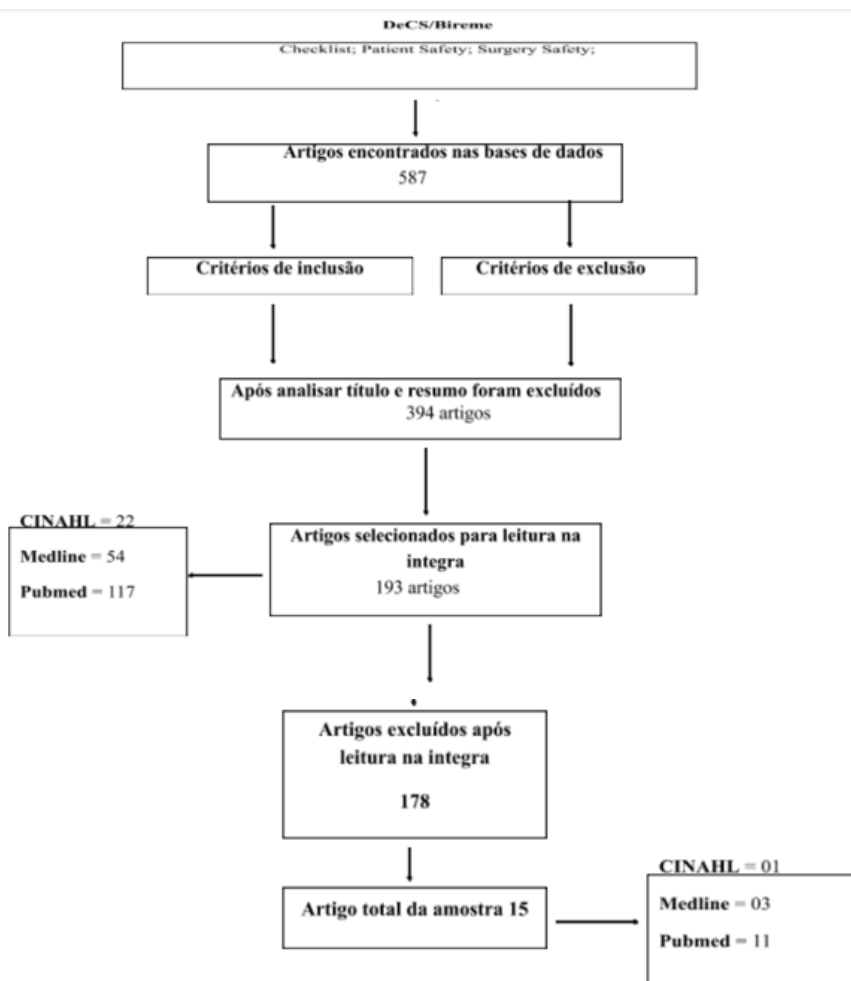 DeCS/Bireme
Checklist; Patient Safety; Surgery Safety;
Artigos encontrados nas bases de dados
587
Critérios de inclusão
Critérios de exclusão
Após analisar título e resumo foram excluídos
394 artigos
Artigos selecionados para leitura na
integra
193 artigos
CINAHL = 22
Medline = 54
Pubmed = 117
Artigos excluídos após
leitura na integra
178
Artigo total da amostra 15
CINAHL = 01
Medline = 03
Pubmed = 11